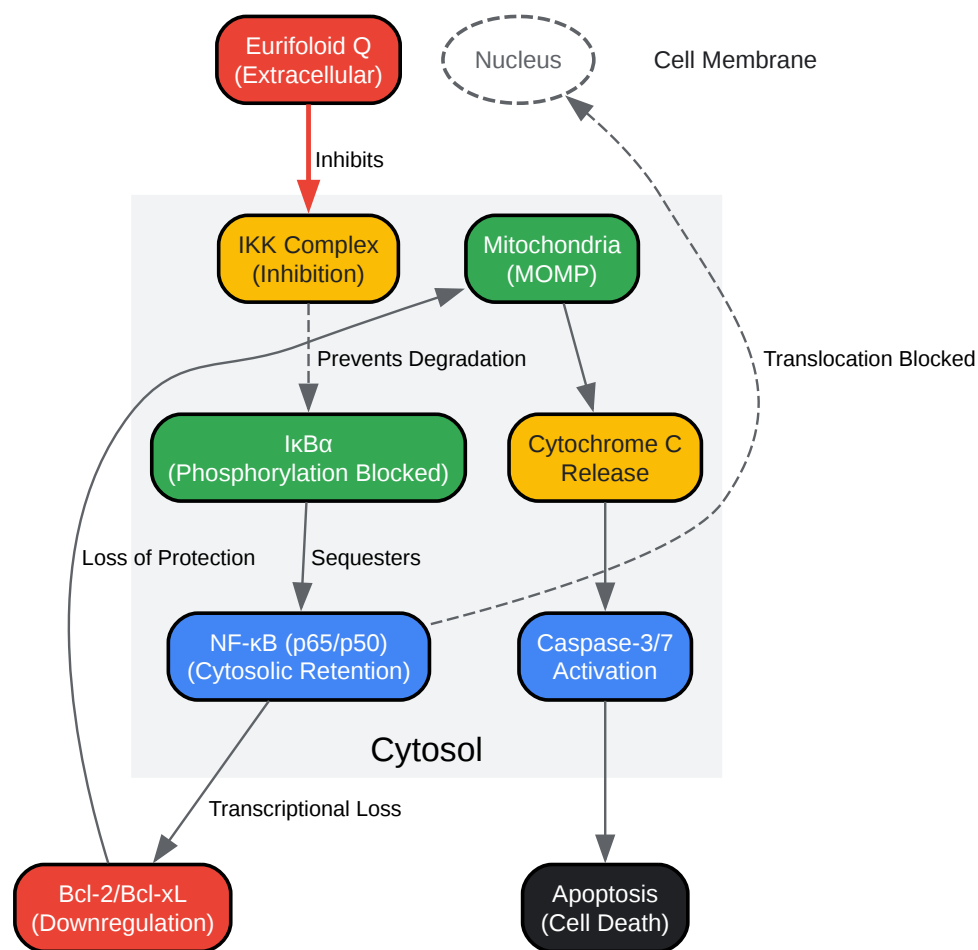 Eurifoloid Q
(Extracellular)
Nucleus
Cell Membrane
Inhibits
IKK Complex
(Inhibition)
Mitochondria
(MOMP)
Prevents Degradation
Translocation Blocked
IκBα
(Phosphorylation Blocked)
Cytochrome C
Release
Loss of Protection
Sequesters
NF-κB (p65/p50)
(Cytosolic Retention)
Caspase-3/7
Activation
Cytosol
Transcriptional Loss
Bcl-2/Bcl-xL
(Downregulation)
Apoptosis
(Cell Death)